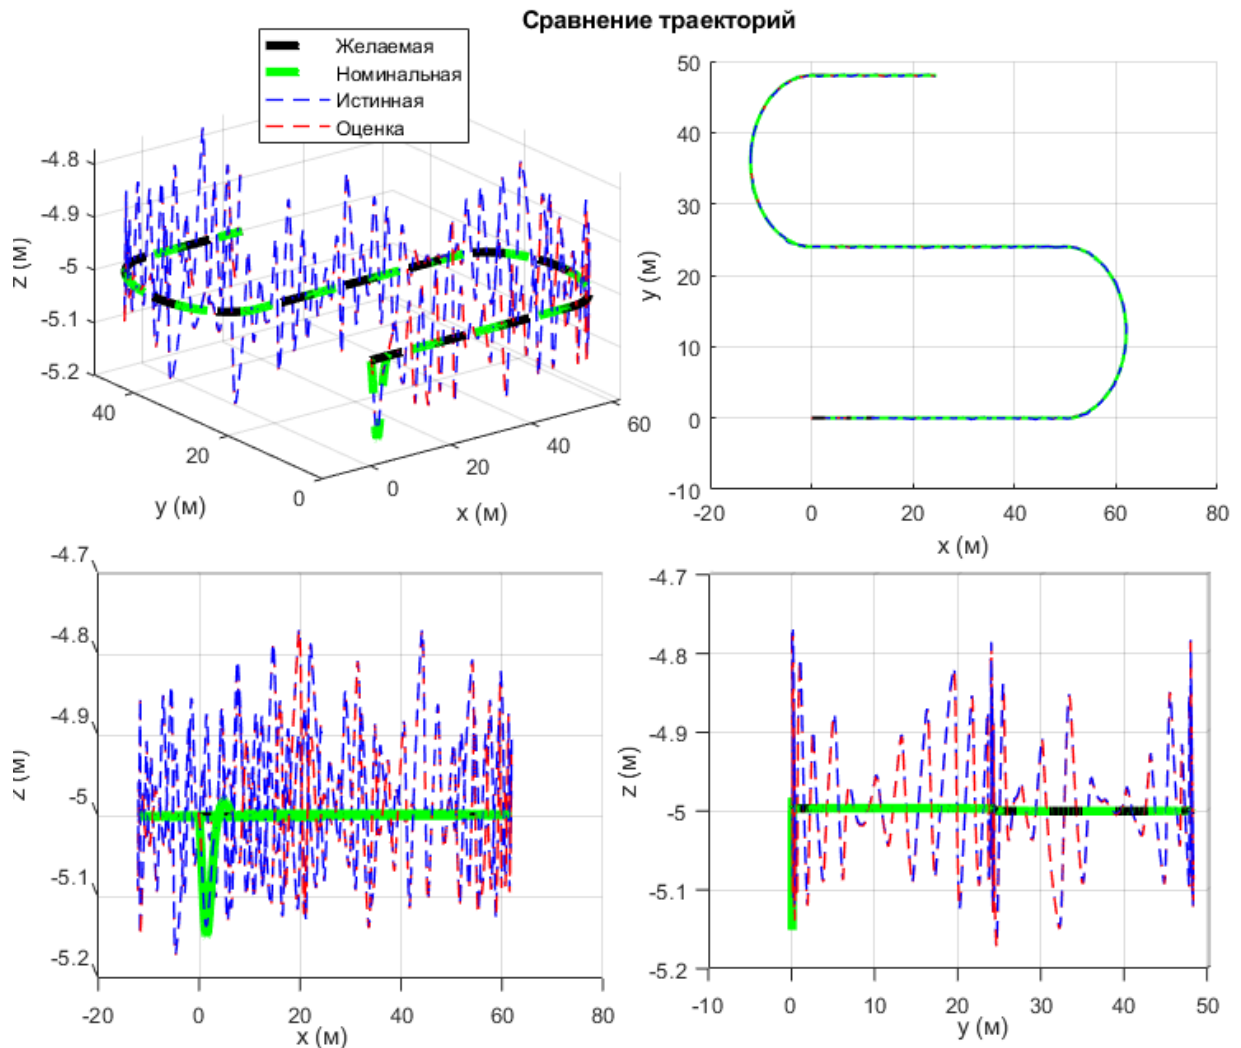 Сравнение траекторий
Желаемая
Номинальная
Истинная
Оценка
-4.8
-4.9
-5
-5.1
-5.2
z (м)
40
20
0
y (м)
0
20
40
60
x (м)
50
40
30
20
10
0
-10
y (м)
-20 0 20 40 60 80
x (м)
-4.7
-4.8
-4.9
-5
-5.1
-5.2
z (м)
-20 0 20 40 60 80
x (м)
-4.7
-4.8
-4.9
-5
-5.1
-5.2
z (м)
-10 0 10 20 30 40 50
y (м)